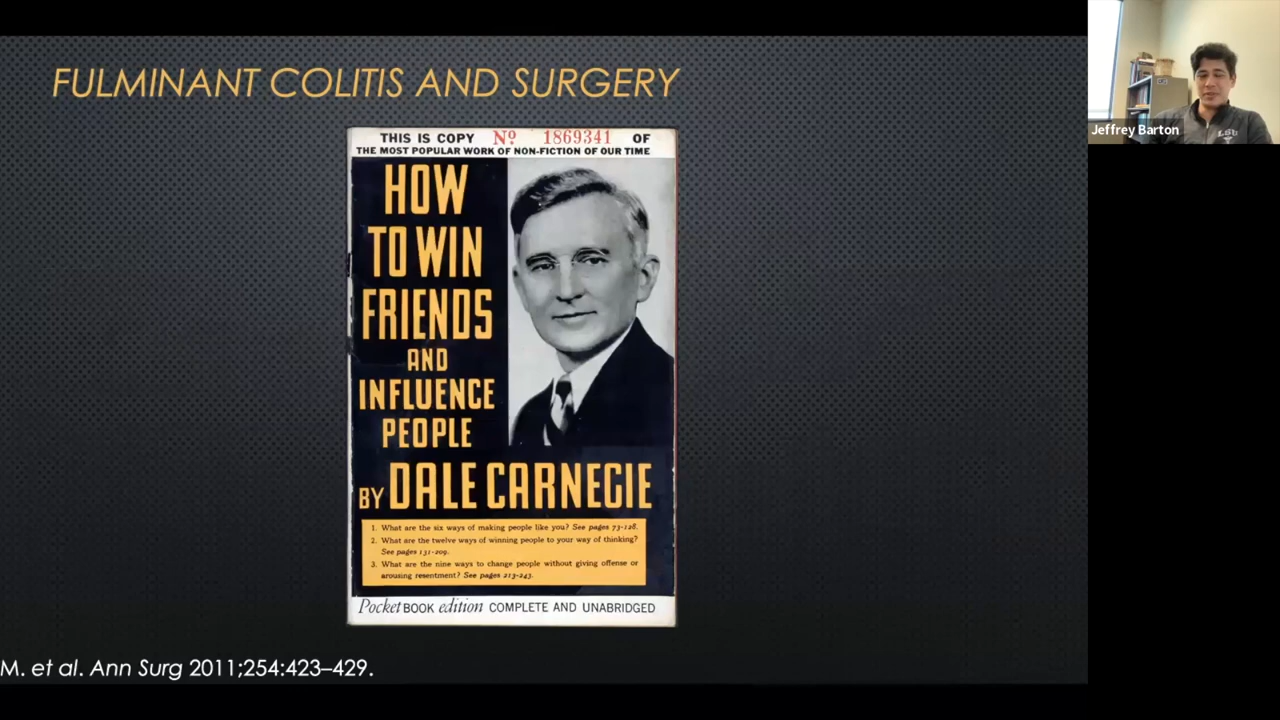 FULMINANT COLITIS AND SURGERY
THIS IS COPY Nº 1869341 OF
THE MOST POPULAR WORK OF NON-FICTION OF OUR TIME
HOW
TO WIN
FRIENDS
AND
INFLUENCE
PEOPLE
BY DALE CARNEGIE
1. What are the six ways of making people like you? See pages 73-128.
2. What are the twelve ways of winning people to your way of thinking?
See pages 131-209.
3. What are the nine ways to change people without giving offense or
arousing resentment? See pages 213-243.
Pocket BOOK edition COMPLETE AND UNABRIDGED
M. et al. Ann Surg 2011;254:423–429.
Jeffrey Barton
LSU